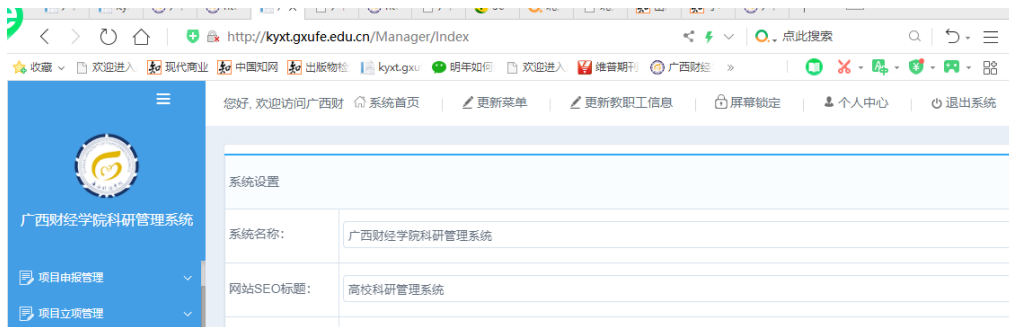 http://kyxt.gxufe.edu.cn/Manager/Index
点此搜索
收藏 欢迎进入 现代商业 中国知网 出版物检 kyxt.gxu 明年如何 欢迎进入 维普期刊 广西财经 »
您好, 欢迎访问广西财 系统首页 更新菜单 更新教职工信息 屏幕锁定 个人中心 退出系统
系统设置
广西财经学院科研管理系统
系统名称： 广西财经学院科研管理系统
项目申报管理
网站SEO标题： 高校科研管理系统
项目立项管理